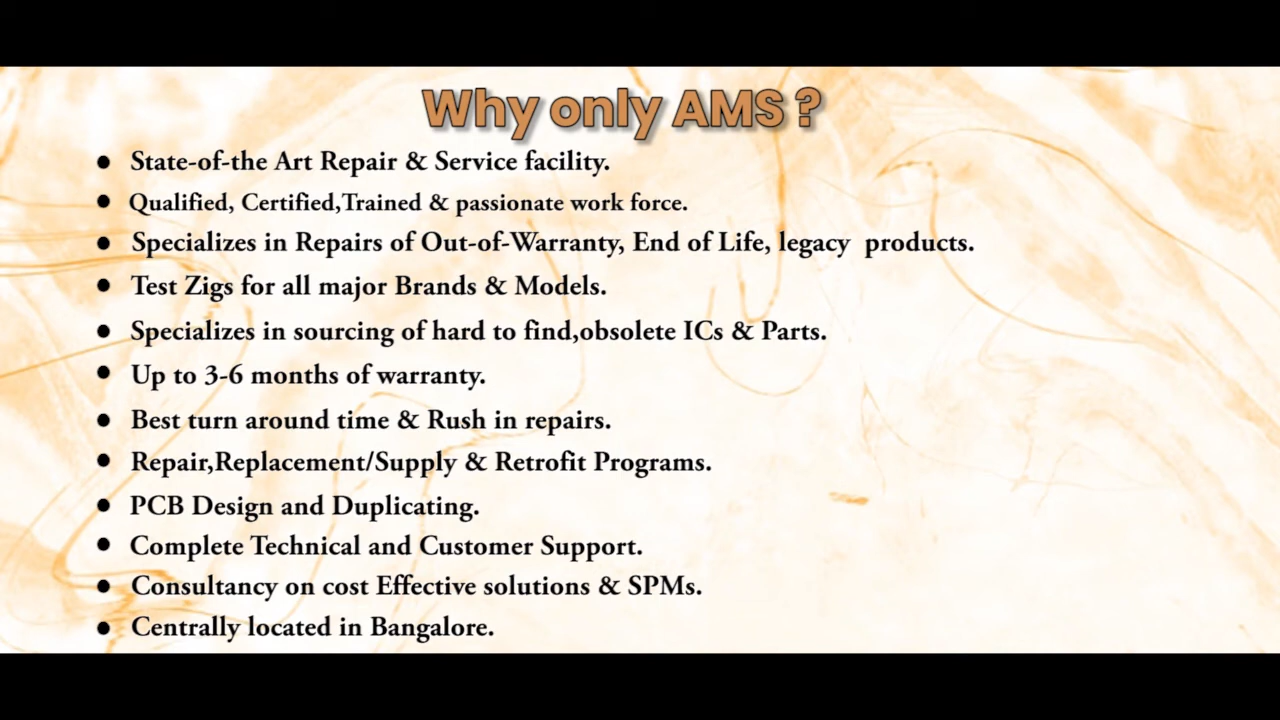 Why only AMS ?
● State-of-the Art Repair & Service facility.
● Qualified, Certified,Trained & passionate work force.
● Specializes in Repairs of Out-of-Warranty, End of Life, legacy  products.
● Test Zigs for all major Brands & Models.
● Specializes in sourcing of hard to find,obsolete ICs & Parts.
● Up to 3-6 months of warranty.
● Best turn around time & Rush in repairs.
● Repair,Replacement/Supply & Retrofit Programs.
● PCB Design and Duplicating.
● Complete Technical and Customer Support.
● Consultancy on cost Effective solutions & SPMs.
● Centrally located in Bangalore.